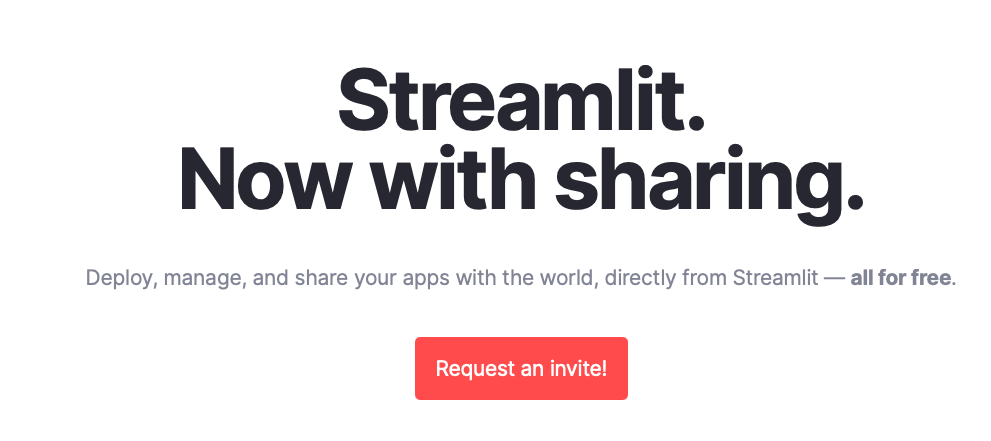 Streamlit.
Now with sharing.
Deploy, manage, and share your apps with the world, directly from Streamlit — all for free.
Request an invite!